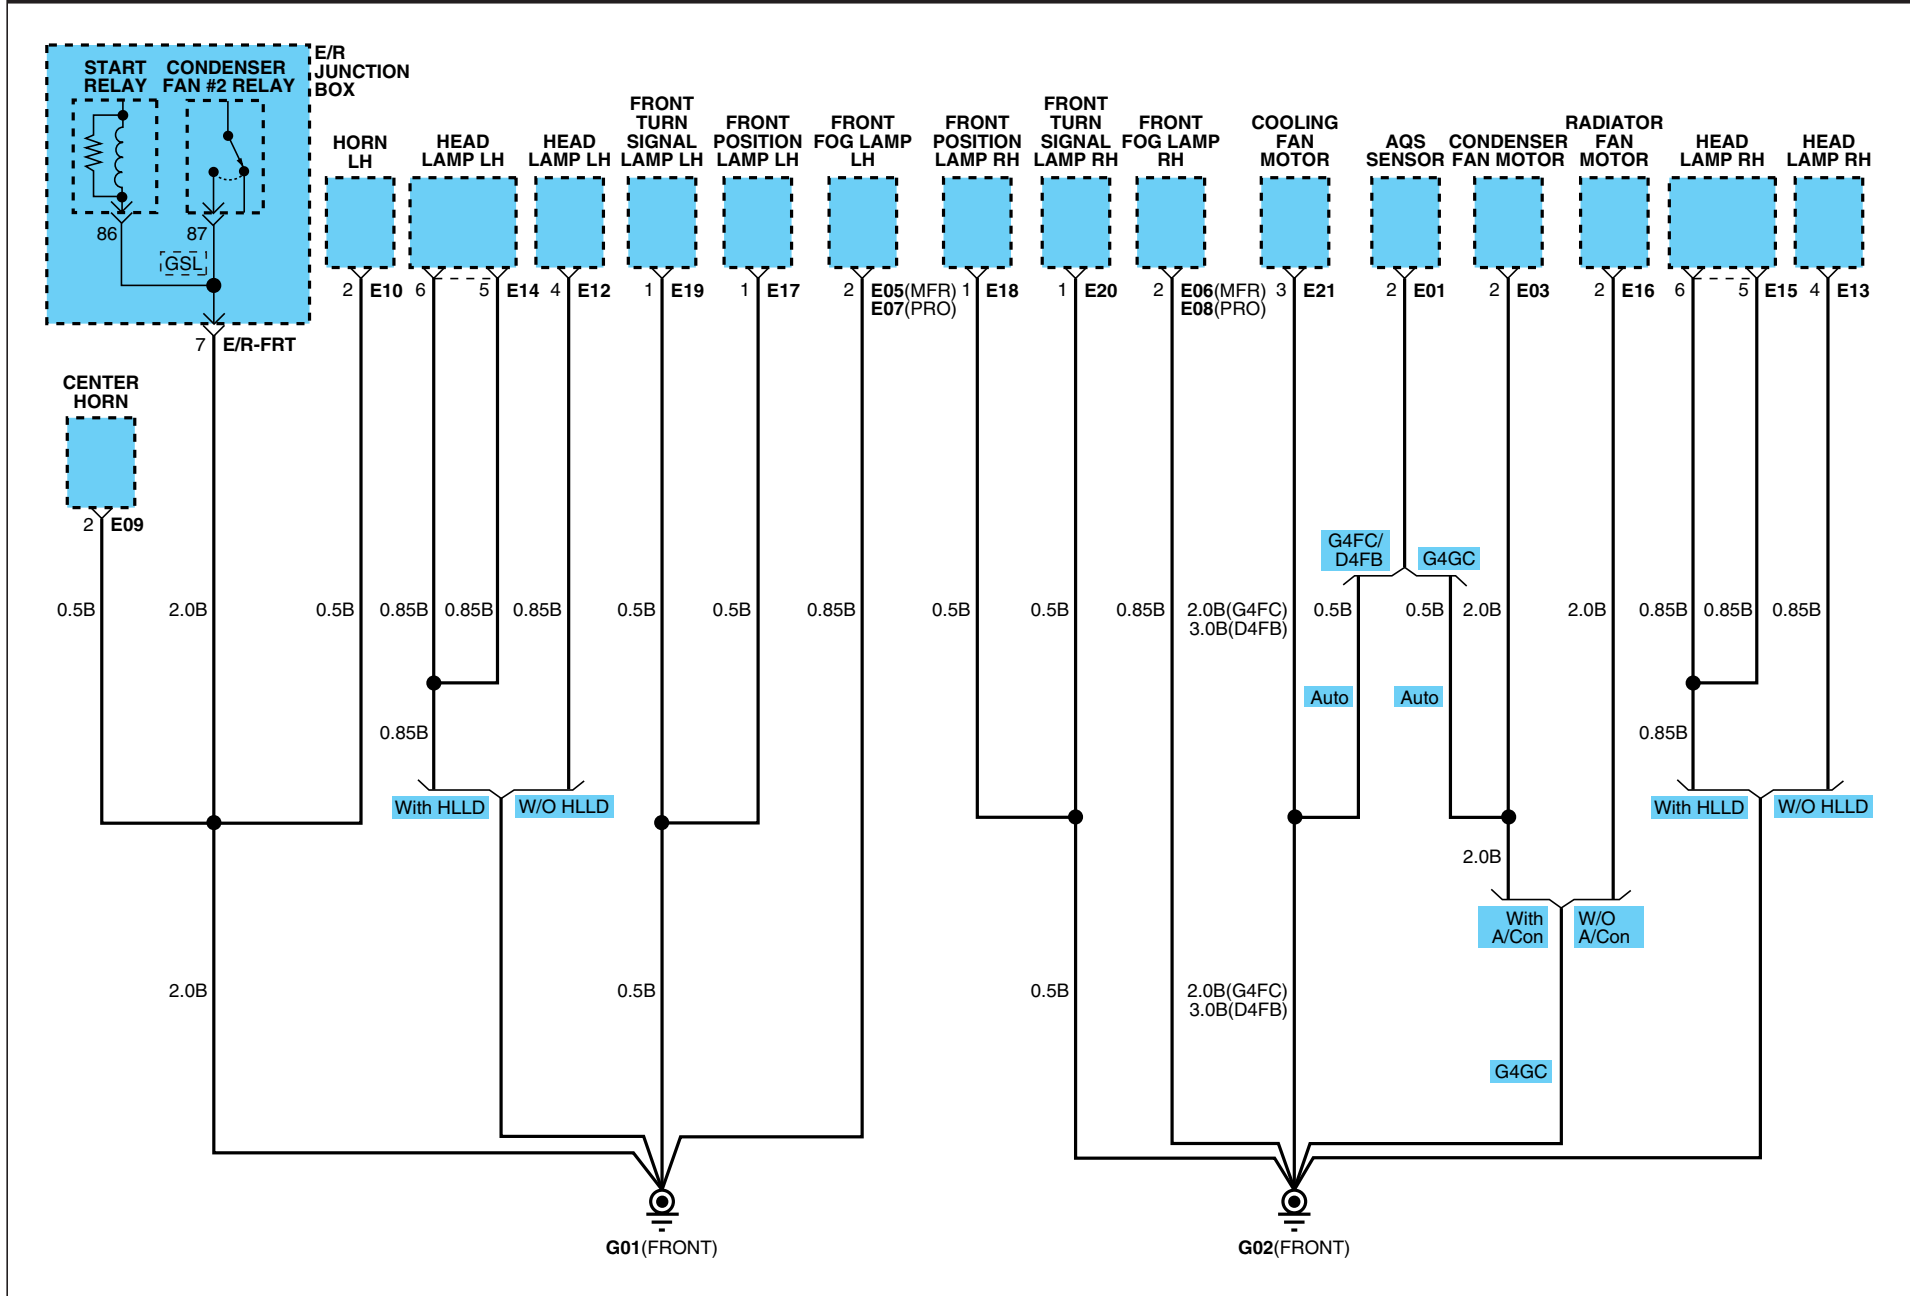 E/R
JUNCTION
BOX
START
RELAY
CONDENSER
FAN #2 RELAY
86
87
GSL
7 E/R-FRT
CENTER
HORN
2 E09
HORN
LH
HEAD
LAMP LH
HEAD
LAMP LH
FRONT
TURN
SIGNAL
LAMP LH
FRONT
POSITION
LAMP LH
FRONT
FOG LAMP
LH
FRONT
POSITION
LAMP RH
FRONT
TURN
SIGNAL
LAMP RH
FRONT
FOG LAMP
RH
COOLING
FAN
MOTOR
AQS
SENSOR
CONDENSER
FAN MOTOR
RADIATOR
FAN
MOTOR
HEAD
LAMP RH
HEAD
LAMP RH
2 E10 6 5 E14 4 E12 1 E19 1 E17 2 E05(MFR) 1 E18 1 E20 2 E06(MFR) 3 E21 2 E01 2 E03 2 E16 6 5 E15 4 E13
E07(PRO) E08(PRO)
G4FC/
D4FB
G4GC
0.5B 2.0B 0.5B 0.85B 0.85B 0.85B 0.5B 0.5B 0.85B 0.5B 0.5B 0.85B 2.0B(G4FC) 0.5B 0.5B 2.0B 2.0B 0.85B 0.85B 0.85B
3.0B(D4FB)
Auto Auto
0.85B 0.85B
With HLLD W/O HLLD With HLLD W/O HLLD
2.0B
With
A/Con
W/O
A/Con
2.0B 0.5B 0.5B 2.0B(G4FC)
3.0B(D4FB)
G4GC
G01(FRONT) G02(FRONT)